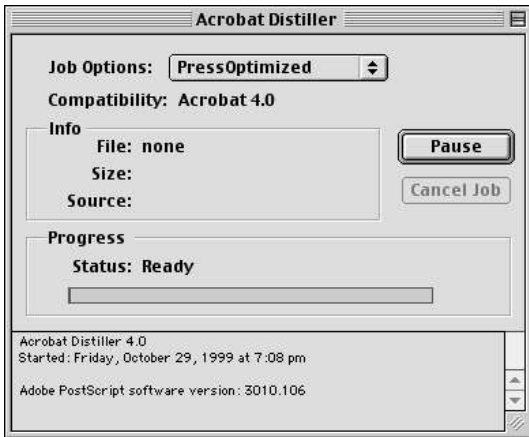 Acrobat Distiller
Job Options: PressOptimized
Compatibility: Acrobat 4.0
Info
File: none
Size:
Source:
Pause
Cancel Job
Progress
Status: Ready
Acrobat Distiller 4.0
Started: Friday, October 29, 1999 at 7:08 pm
Adobe PostScript software version: 3010.106